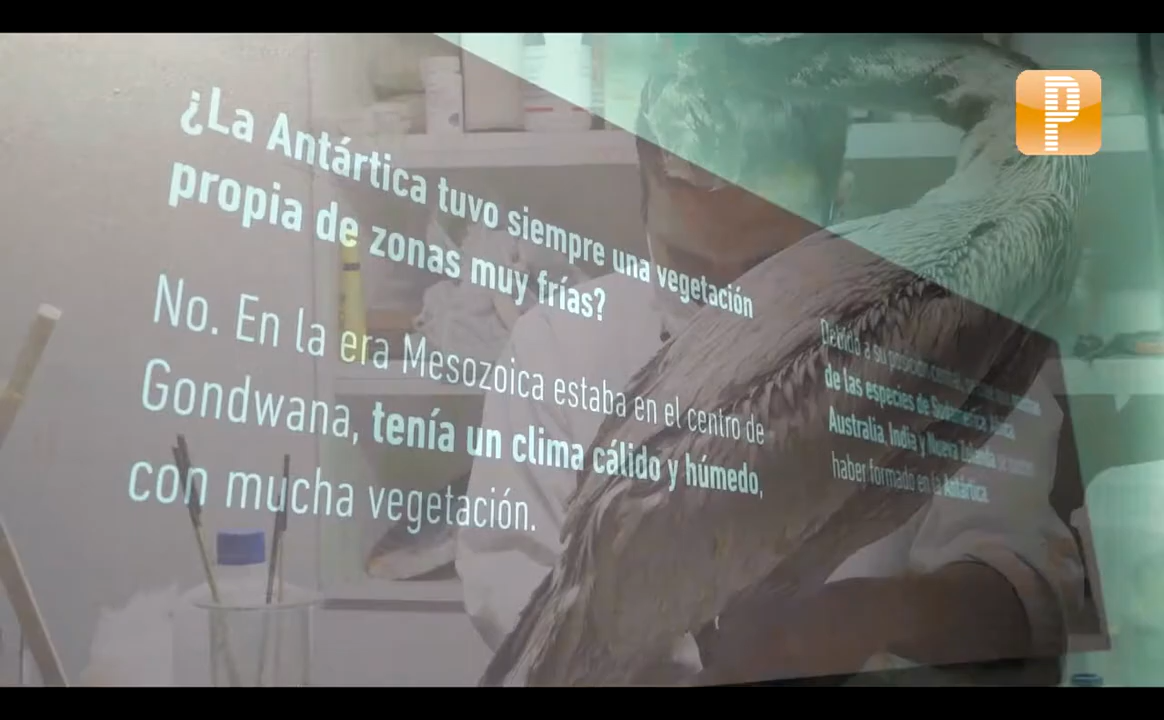 ¿La Antártica tuvo siempre una vegetación
propia de zonas muy frías?
No. En la era Mesozoica estaba en el centro de
Gondwana, tenía un clima cálido y húmedo,
con mucha vegetación.
Debido a su posición
de las especies de Sudamérica,
Australia, India y Nueva Zelanda
haber formado en la Antártica.
P